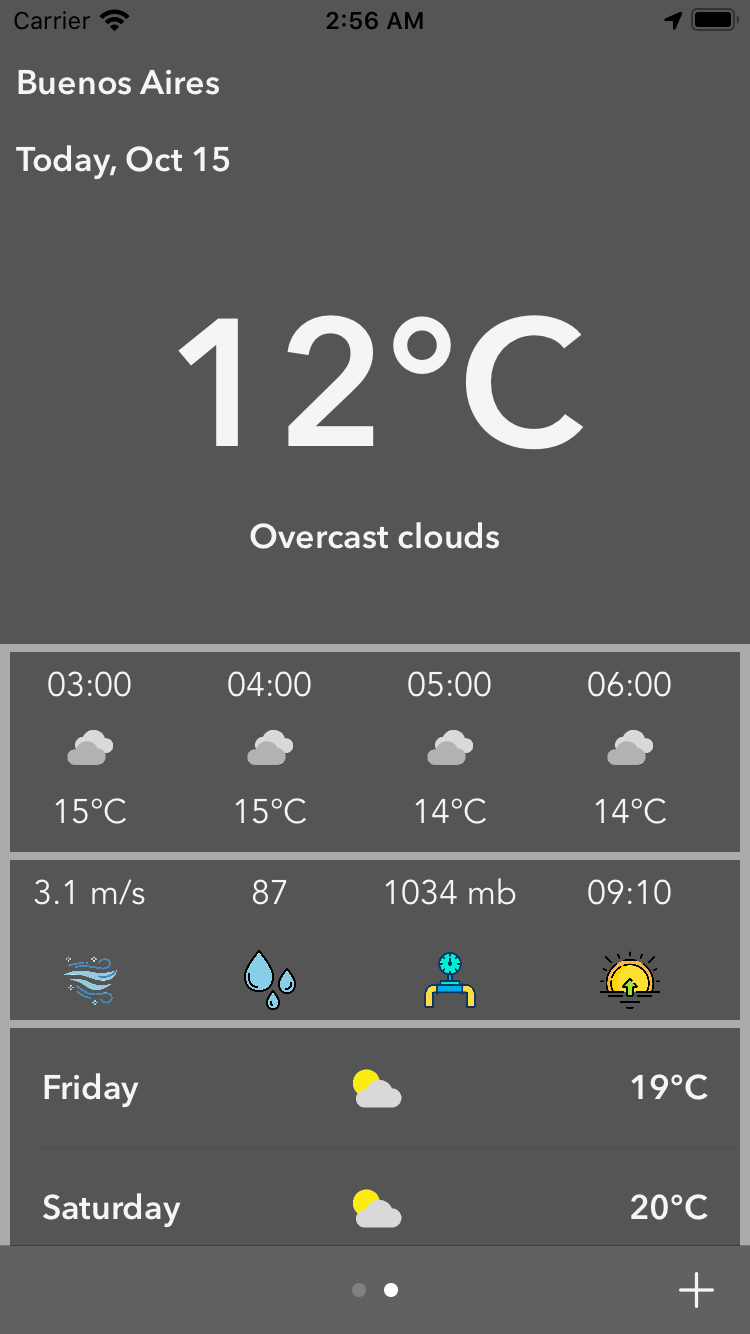 Carrier 2:56 AM
Buenos Aires
Today, Oct 15
12°C
Overcast clouds
03:00 04:00 05:00 06:00
15°C 15°C 14°C 14°C
3.1 m/s 87 1034 mb 09:10
Friday 19°C
Saturday 20°C